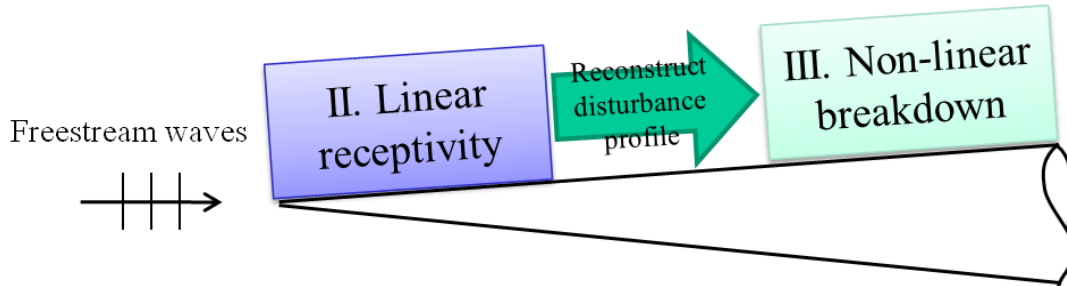 Freestream waves
II. Linear
receptivity
Reconstruct
disturbance
profile
III. Non-linear
breakdown